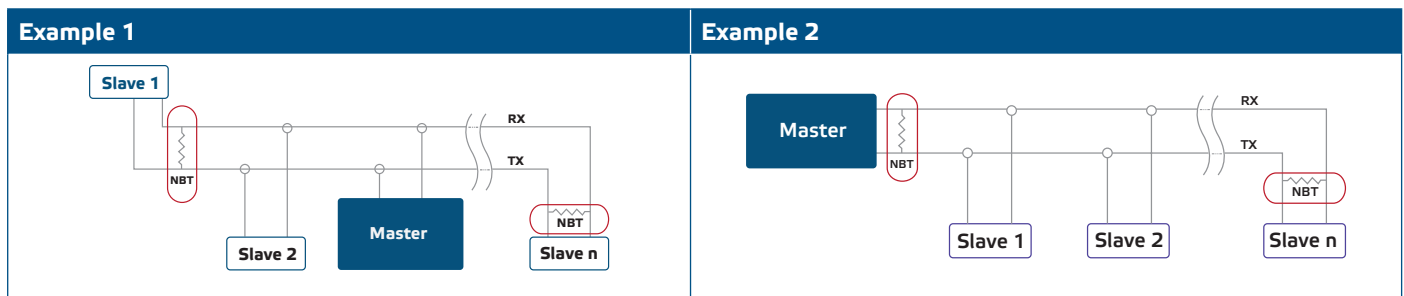 Example 1
Example 2
Slave 1
RX
TX
NBT
NBT
Slave 2
Master
Slave n
Master
RX
TX
NBT
NBT
Slave 1
Slave 2
Slave n